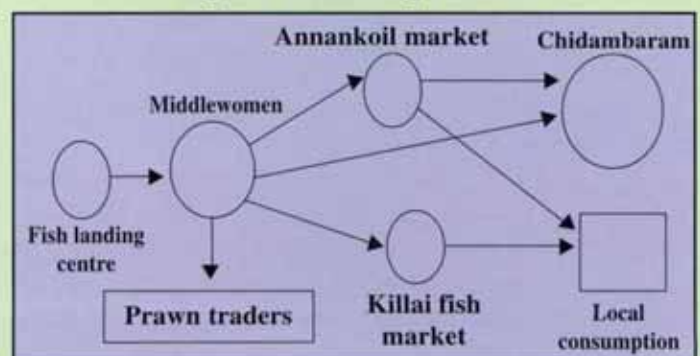 Annankoil market
Chidambaram
Middlewomen
Fish landing
centre
Prawn traders
Killai fish
market
Local
consumption